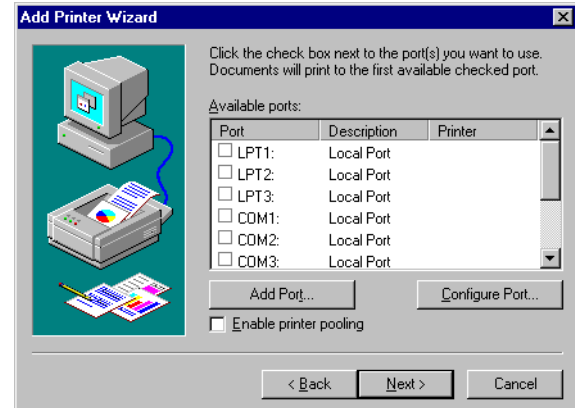 Add Printer Wizard
Click the check box next to the port(s) you want to use.
Documents will print to the first available checked port.
Available ports:
Port Description Printer
LPT1: Local Port
LPT2: Local Port
LPT3: Local Port
COM1: Local Port
COM2: Local Port
COM3: Local Port
Add Port... Configure Port...
Enable printer pooling
< Back Next > Cancel